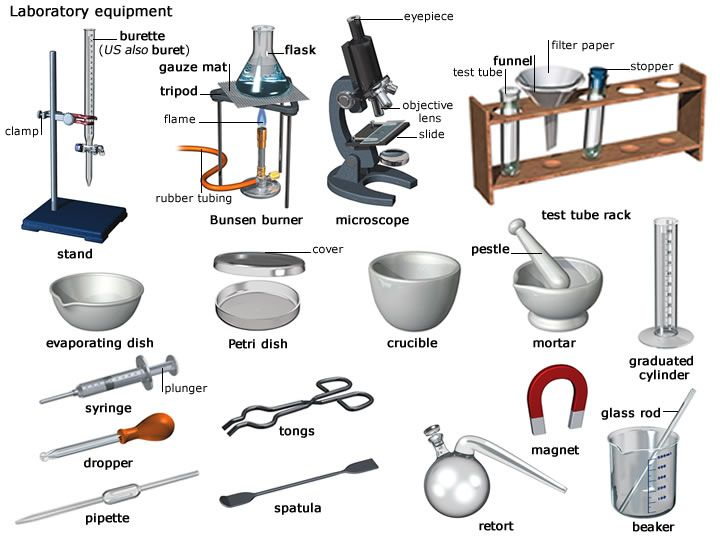 Laboratory equipment
burette
(US also buret)
clamp
stand
flask
gauze mat
tripod
flame
rubber tubing
Bunsen burner
eyepiece
objective
lens
slide
microscope
filter paper
funnel
test tube
stopper
test tube rack
evaporating dish
cover
Petri dish
crucible
pestle
mortar
graduated
cylinder
plunger
syringe
tongs
magnet
glass rod
dropper
pipette
spatula
retort
beaker